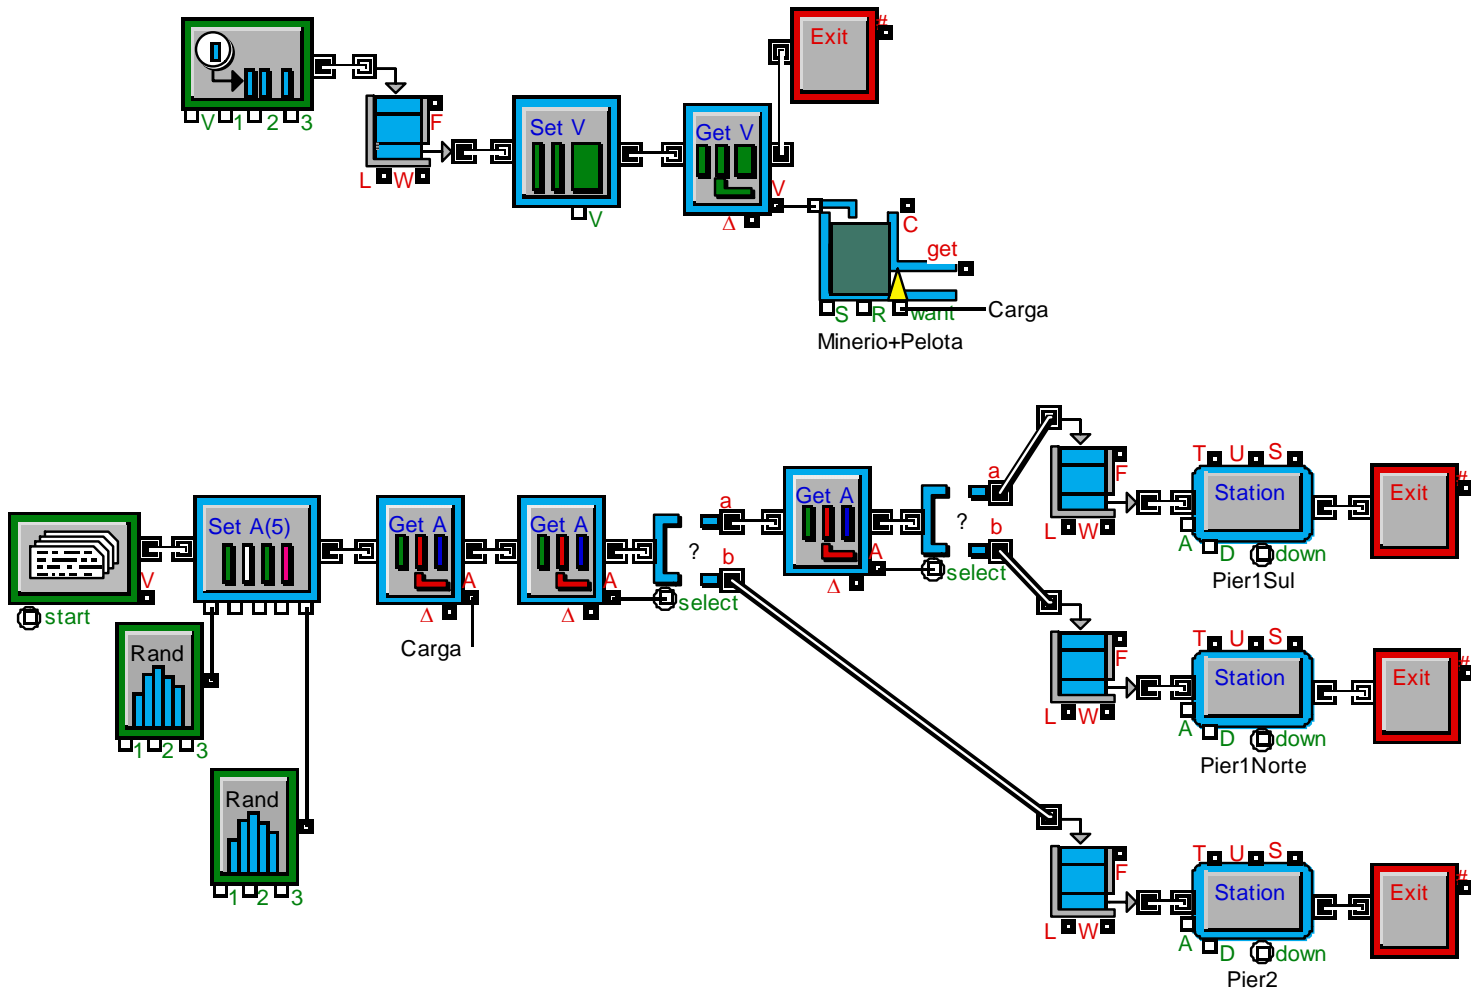 Exit #
V 1 2 3
F
L W
Set V
V
Get V
V
Δ
C
get
S R want
Carga
Minerio+Pelota
V
start
Set A(5)
Rand
1 2 3
Rand
1 2 3
Get A
A
Δ
Carga
Get A
A
Δ
?
a
b
select
Get A
A
Δ
?
a
b
select
F
L W
T U S
Station
A D down
Pier1Sul
Exit #
F
L W
T U S
Station
A D down
Pier1Norte
Exit #
F
L W
T U S
Station
A D down
Pier2
Exit #